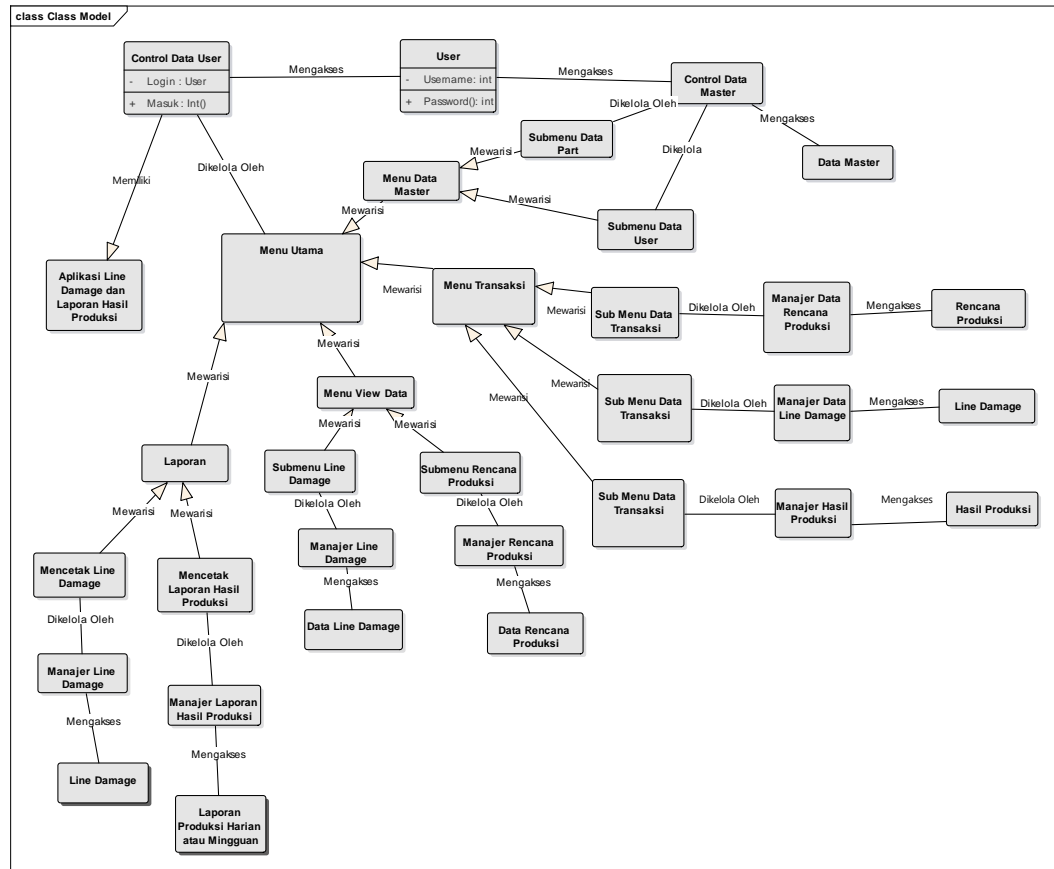 class Class Model
Control Data User
- Login : User
+ Masuk : Int()
Mengakses
User
- Username: int
+ Password(): int
Mengakses
Control Data
Master
Dikelola Oleh
Mengakses
Submenu Data
Part
Mewarisi
Dikelola
Data Master
Dikelola Oleh
Memiliki
Menu Data
Master
Mewarisi
Mewarisi
Submenu Data
User
Menu Utama
Aplikasi Line
Damage dan
Laporan Hasil
Produksi
Mewarisi
Menu Transaksi
Mewarisi
Sub Menu Data
Transaksi
Dikelola Oleh
Manajer Data
Rencana
Produksi
Mengakses
Rencana
Produksi
Mewarisi
Mewarisi
Menu View Data
Mewarisi
Mewarisi
Sub Menu Data
Transaksi
Dikelola Oleh
Manajer Data
Line Damage
Mengakses
Line Damage
Mewarisi
Mewarisi
Mewarisi
Laporan
Submenu Line
Damage
Submenu Rencana
Produksi
Sub Menu Data
Transaksi
Dikelola Oleh
Manajer Hasil
Produksi
Mengakses
Hasil Produksi
Mewarisi
Mewarisi
Dikelola Oleh
Dikelola Oleh
Manajer Line
Damage
Manajer Rencana
Produksi
Mencetak Line
Damage
Mencetak
Laporan Hasil
Produksi
Mengakses
Mengakses
Data Line Damage
Data Rencana
Produksi
Dikelola Oleh
Dikelola Oleh
Manajer Line
Damage
Manajer Laporan
Hasil Produksi
Mengakses
Mengakses
Line Damage
Laporan
Produksi Harian
atau Mingguan